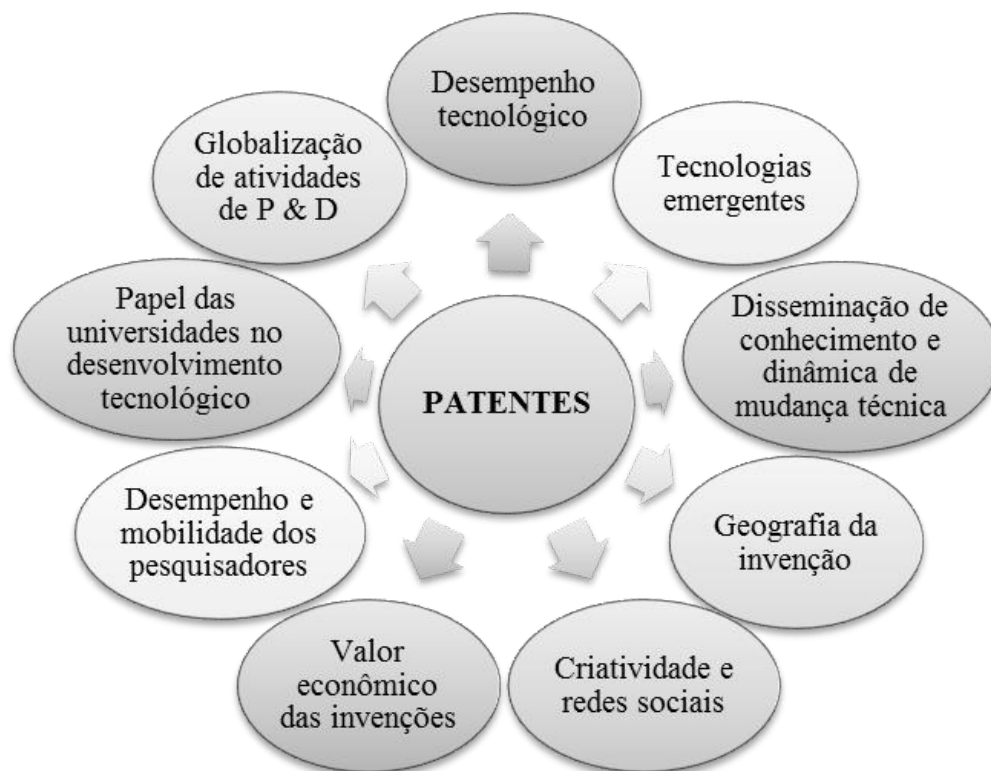 Desempenho
tecnológico
Tecnologias
emergentes
Disseminação de
conhecimento e
dinâmica de
mudança técnica
Geografia da
invenção
Criatividade e
redes sociais
Valor
econômico
das invenções
Desempenho e
mobilidade dos
pesquisadores
Papel das
universidades no
desenvolvimento
tecnológico
Globalização
de atividades
de P & D
PATENTES